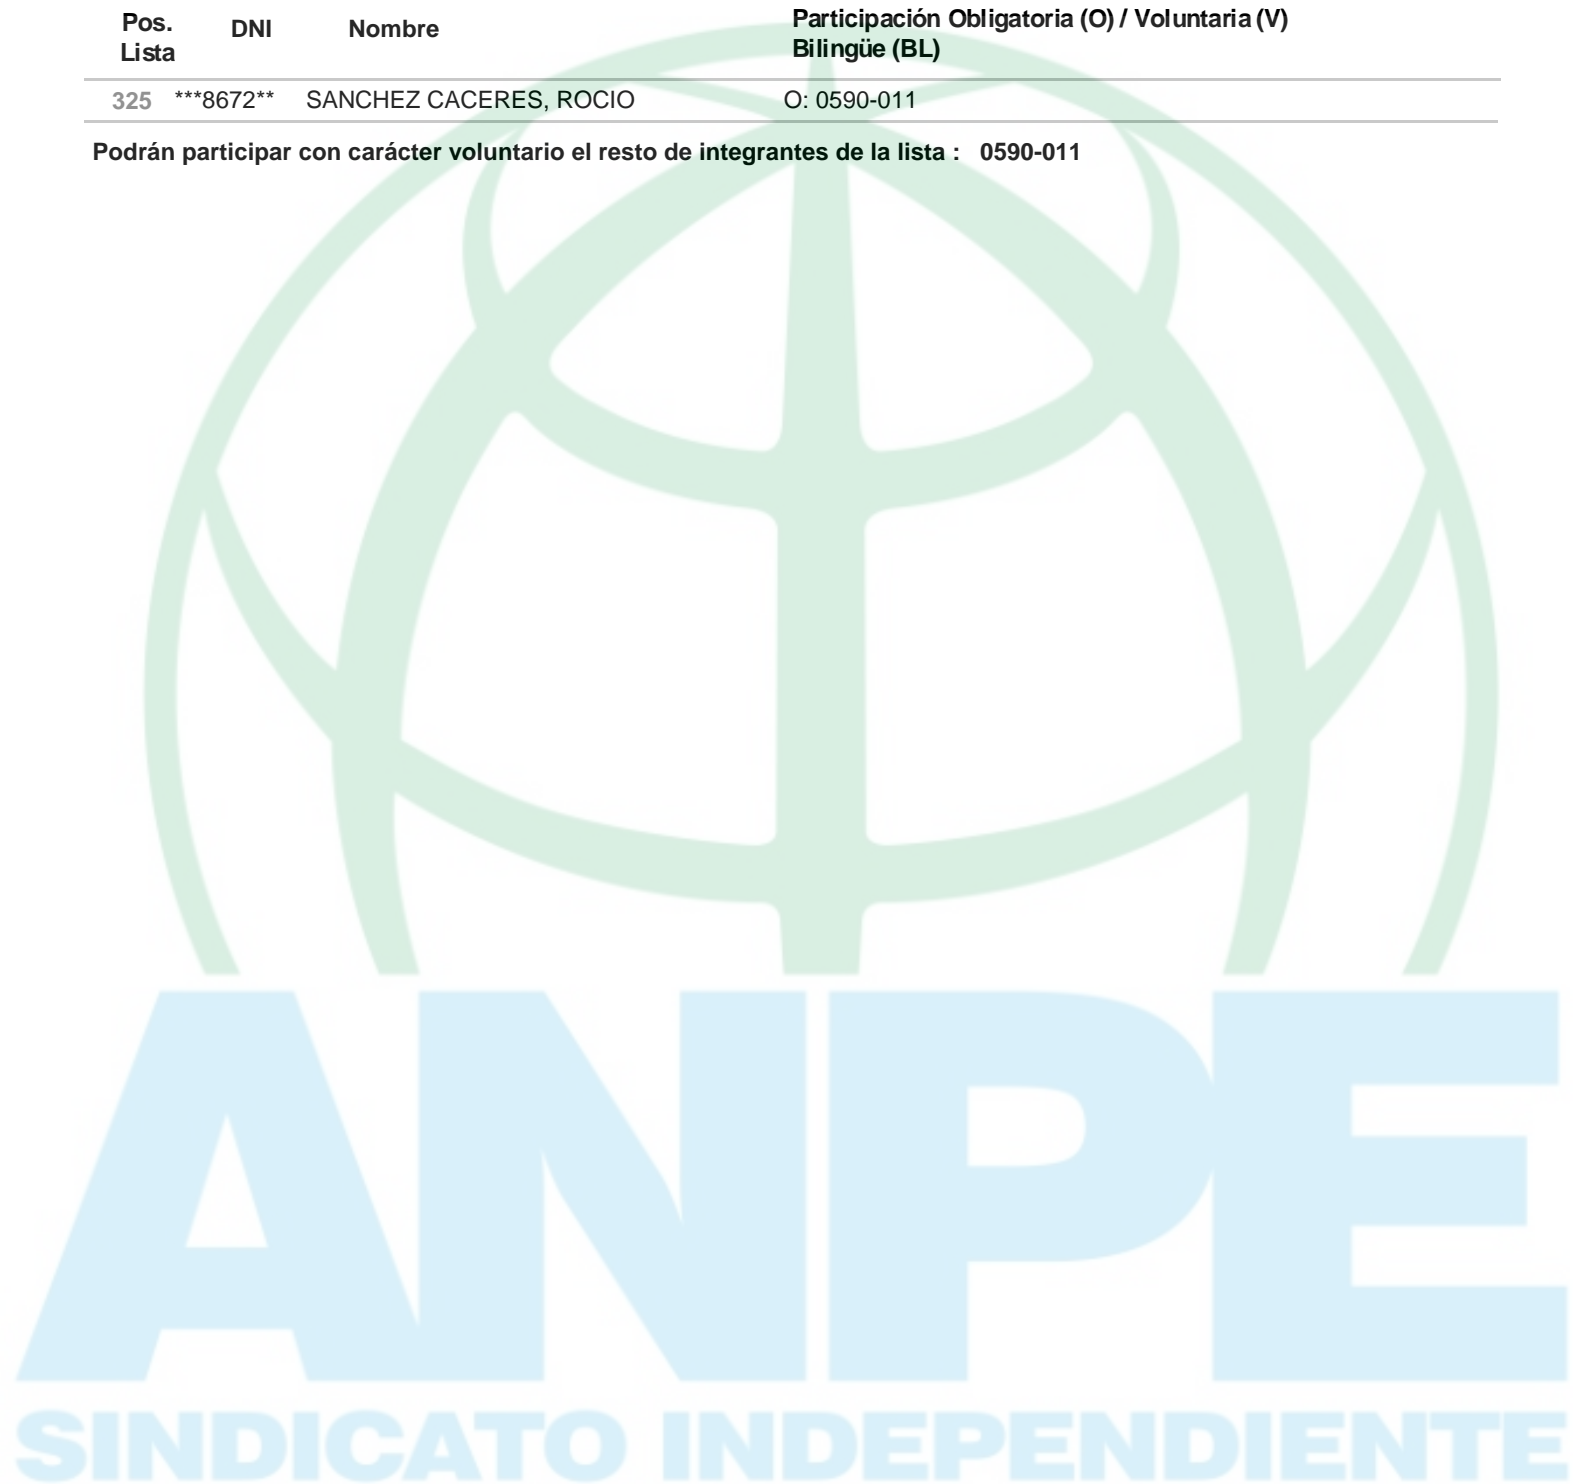 Pos. Lista DNI Nombre Participación Obligatoria (O) / Voluntaria (V) Bilingüe (BL)
325 ***8672** SANCHEZ CACERES, ROCIO O: 0590-011
Podrán participar con carácter voluntario el resto de integrantes de la lista : 0590-011
ANPE
SINDICATO INDEPENDIENTE